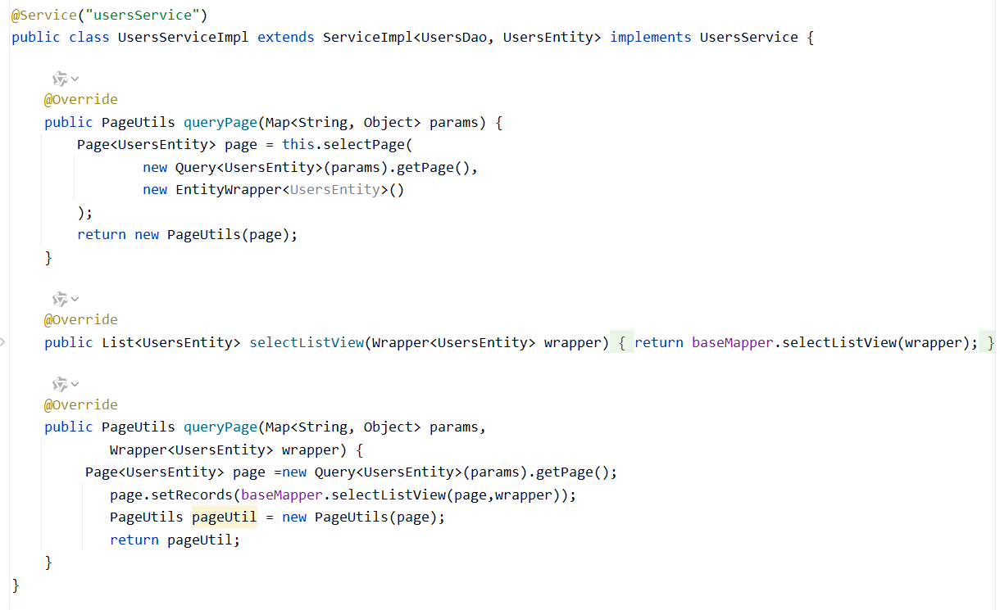 @Service("usersService")
public class UsersServiceImpl extends ServiceImpl<UsersDao, UsersEntity> implements UsersService {
@Override
public PageUtils queryPage(Map<String, Object> params) {
Page<UsersEntity> page = this.selectPage(
new Query<UsersEntity>(params).getPage(),
new EntityWrapper<UsersEntity>()
);
return new PageUtils(page);
}
@Override
public List<UsersEntity> selectListView(Wrapper<UsersEntity> wrapper) { return baseMapper.selectListView(wrapper); }
@Override
public PageUtils queryPage(Map<String, Object> params,
Wrapper<UsersEntity> wrapper) {
Page<UsersEntity> page =new Query<UsersEntity>(params).getPage();
page.setRecords(baseMapper.selectListView(page,wrapper));
PageUtils pageUtil = new PageUtils(page);
return pageUtil;
}
}